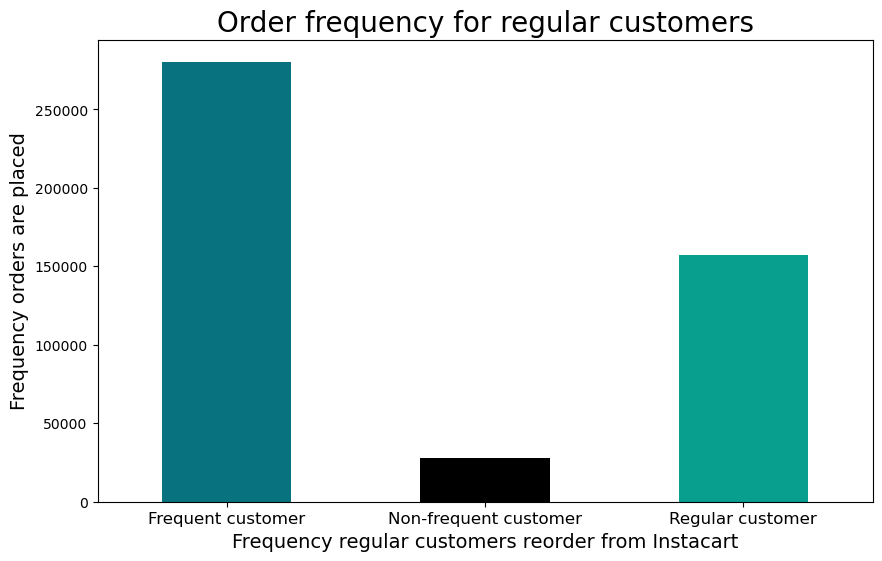 Order frequency for regular customers
Frequency orders are placed
250000
200000
150000
100000
50000
0
Frequent customer
Non-frequent customer
Regular customer
Frequency regular customers reorder from Instacart